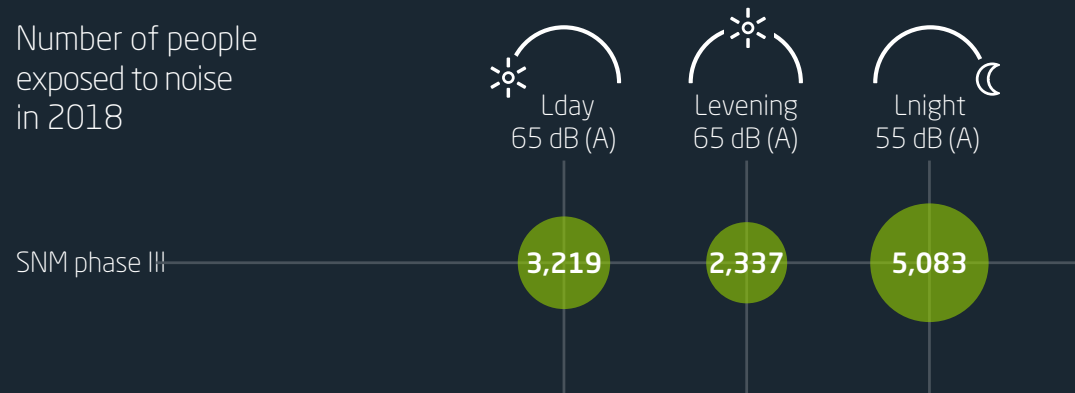 Number of people
exposed to noise
in 2018
Lday
65 dB (A)
Levening
65 dB (A)
Lnight
55 dB (A)
SNM phase III
3,219
2,337
5,083